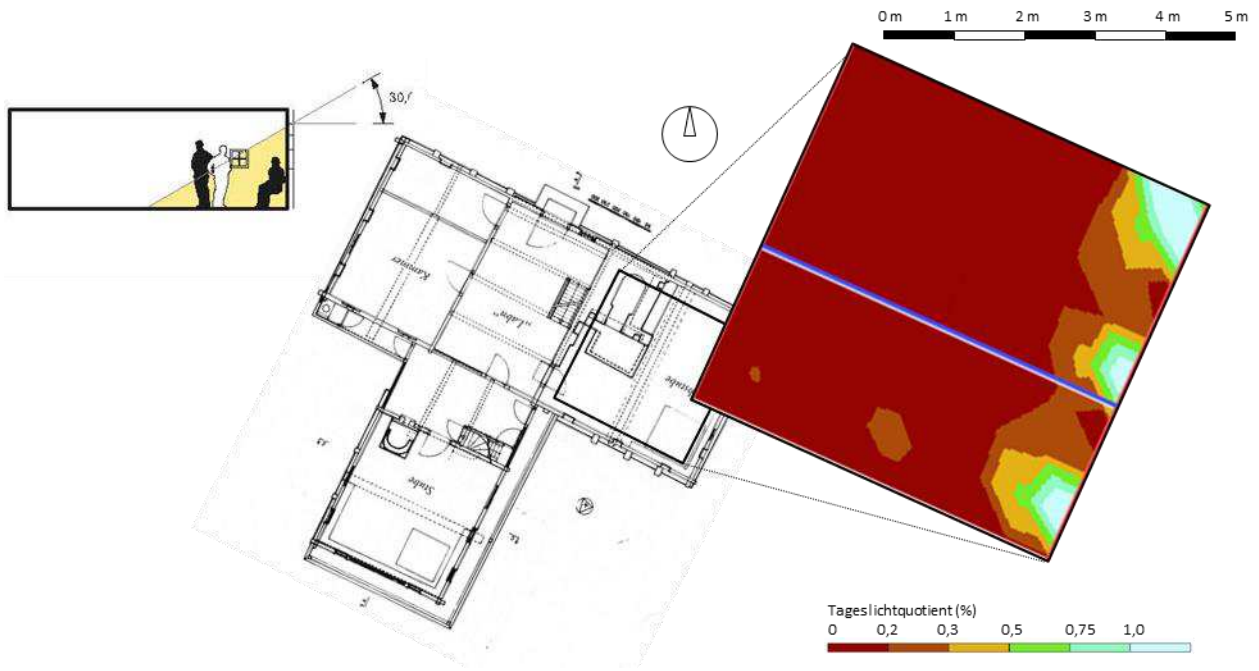 0 m 1 m 2 m 3 m 4 m 5 m
30,
Kammer
„Labn"
Stube
Tageslichtquotient (%)
0 0,2 0,3 0,5 0,75 1,0